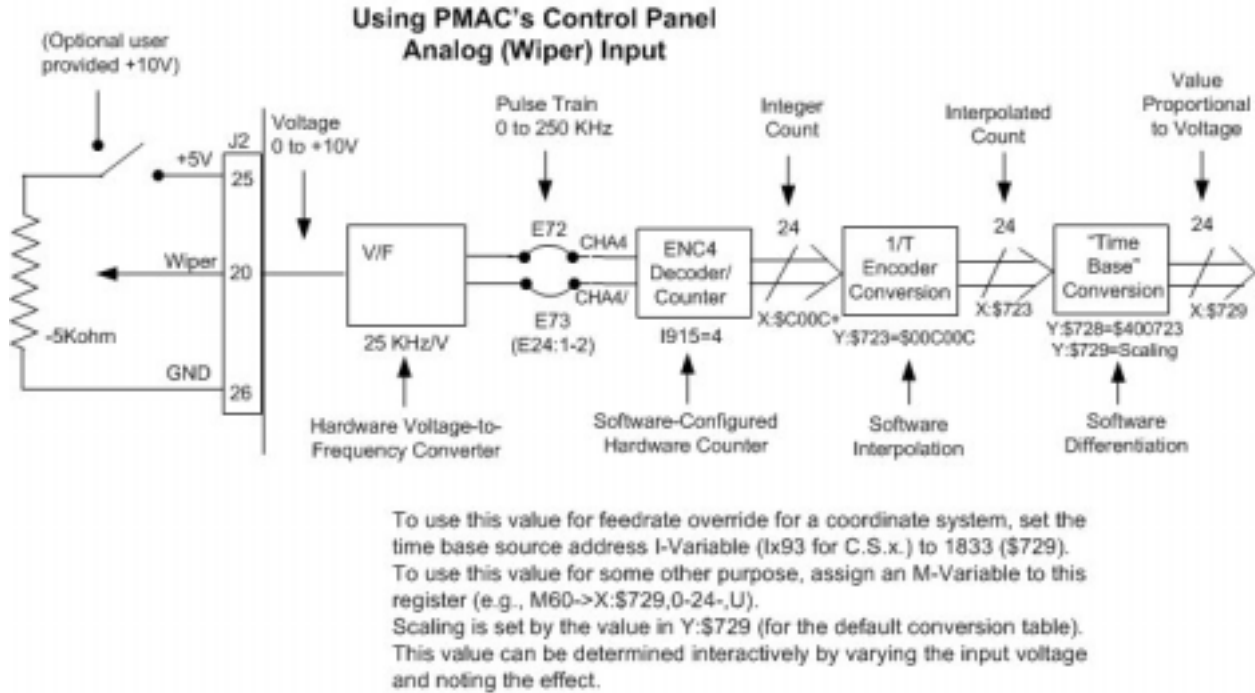 Using PMAC's Control Panel
Analog (Wiper) Input
(Optional user
provided +10V)
Voltage
0 to +10V
Pulse Train
0 to 250 KHz
Integer
Count
Interpolated
Count
Value
Proportional
to Voltage
J2
+5V
25
Wiper
20
-5Kohm
GND
26
V/F
25 KHz/V
E72
CHA4
CHA4/
E73
(E24:1-2)
ENC4
Decoder/
Counter
I915=4
24
X:$C00C+
1/T
Encoder
Conversion
Y:$723=$00C00C
24
X:$723
"Time
Base"
Conversion
Y:$728=$400723
Y:$729=Scaling
24
X:$729
Hardware Voltage-to-
Frequency Converter
Software-Configured
Hardware Counter
Software
Interpolation
Software
Differentiation
To use this value for feedrate override for a coordinate system, set the
time base source address I-Variable (Ix93 for C.S.x.) to 1833 ($729).
To use this value for some other purpose, assign an M-Variable to this
register (e.g., M60->X:$729,0-24-,U).
Scaling is set by the value in Y:$729 (for the default conversion table).
This value can be determined interactively by varying the input voltage
and noting the effect.